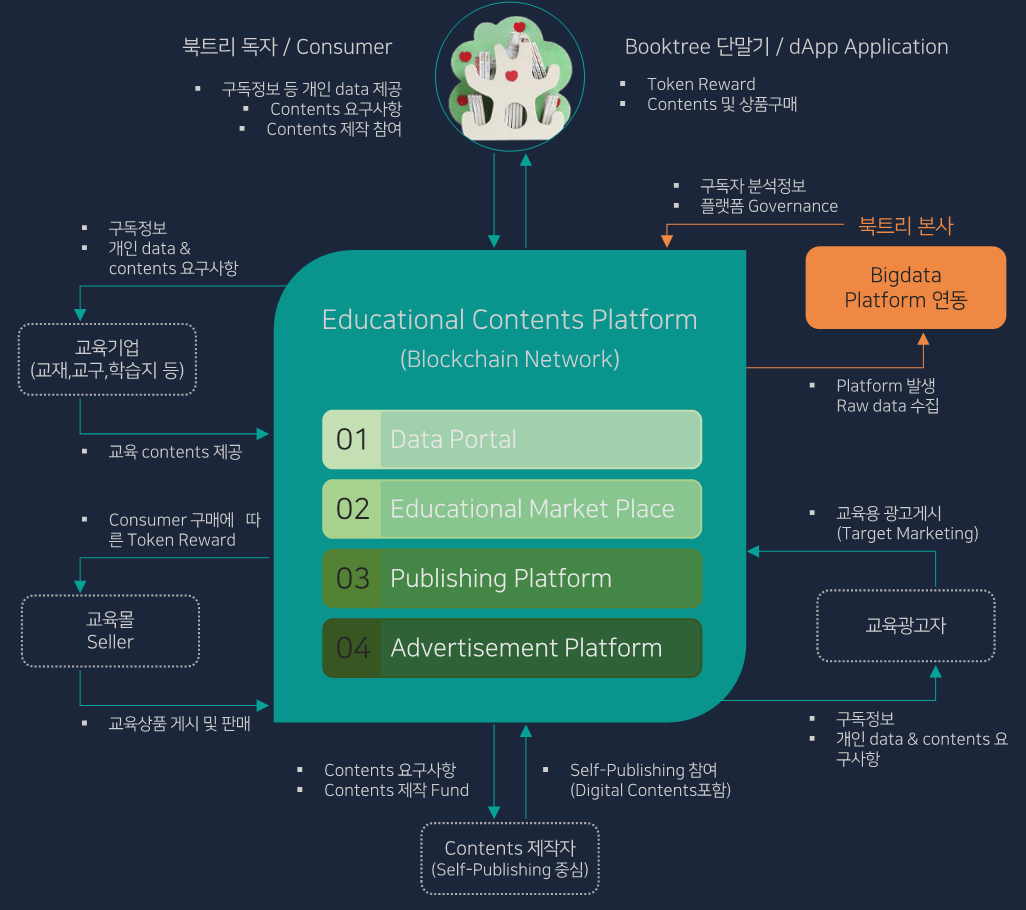 북트리 독자 / Consumer
▪ 구독정보 등 개인 data 제공
▪ Contents 요구사항
▪ Contents 제작 참여
Booktree 단말기 / dApp Application
▪ Token Reward
▪ Contents 및 상품구매
▪ 구독자 분석정보
▪ 플랫폼 Governance
북트리 본사
Bigdata
Platform 연동
▪ Platform 발생
Raw data 수집
▪ 구독정보
▪ 개인 data &
contents 요구사항
교육기업
(교재,교구,학습지 등)
▪ 교육 contents 제공
Educational Contents Platform
(Blockchain Network)
01 Data Portal
02 Educational Market Place
03 Publishing Platform
04 Advertisement Platform
▪ Consumer 구매에 따
른 Token Reward
교육몰
Seller
▪ 교육상품 게시 및 판매
▪ 교육용 광고게시
(Target Marketing)
교육광고자
▪ 구독정보
▪ 개인 data & contents 요
구사항
▪ Contents 요구사항
▪ Contents 제작 Fund
▪ Self-Publishing 참여
(Digital Contents포함)
Contents 제작자
(Self-Publishing 중심)